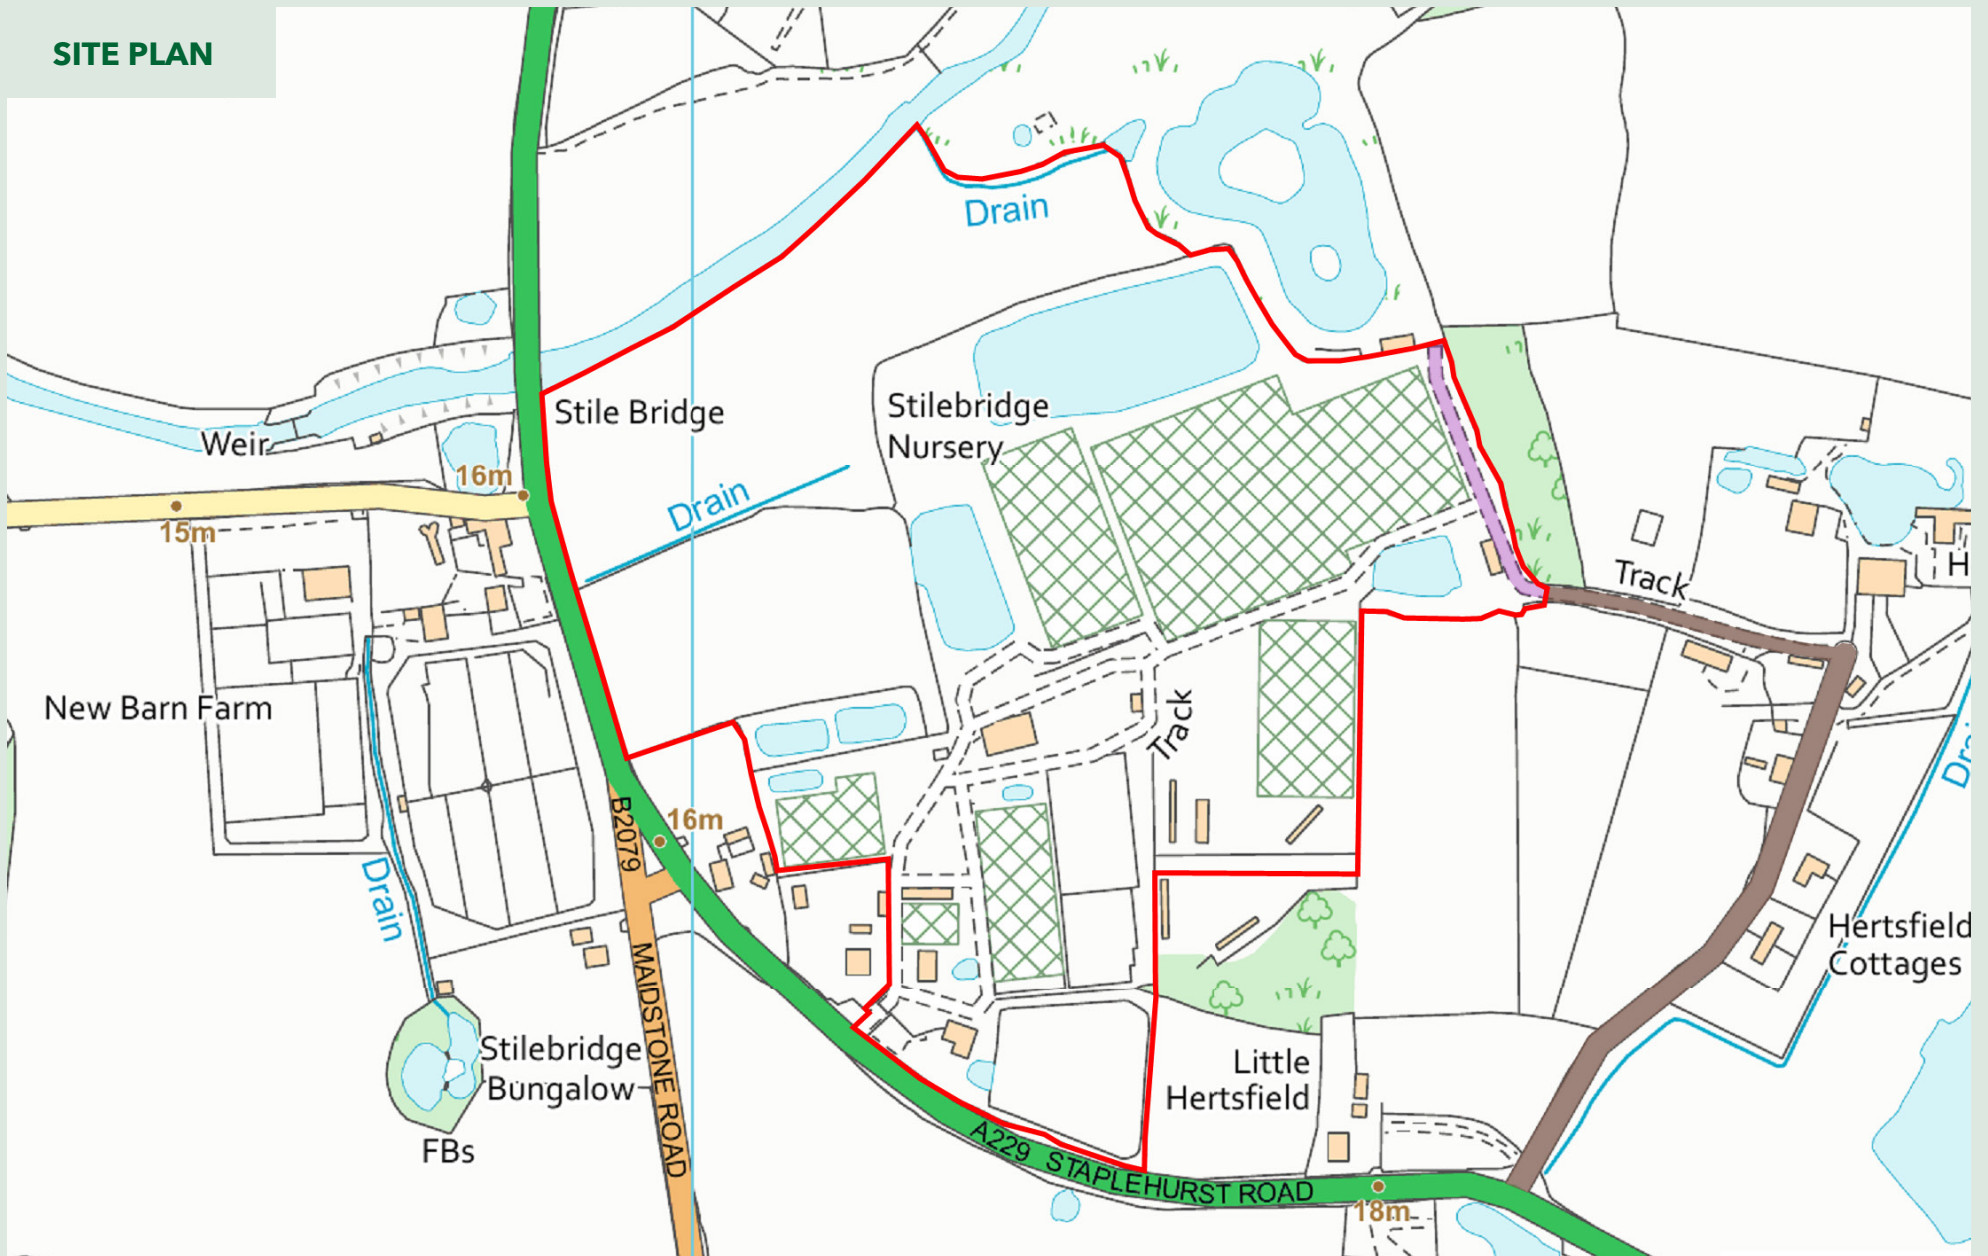 SITE PLAN
Drain
Stile Bridge
Stilebridge
Nursery
Weir
16m
15m
Drain
Track
H
New Barn Farm
Track
B2079
16m
Drain
Drai
MAIDSTONE ROAD
Hertsfield
Cottages
Stilebridge
Bungalow
Little
Hertsfield
FBs
A229 STAPLEHURST ROAD
18m